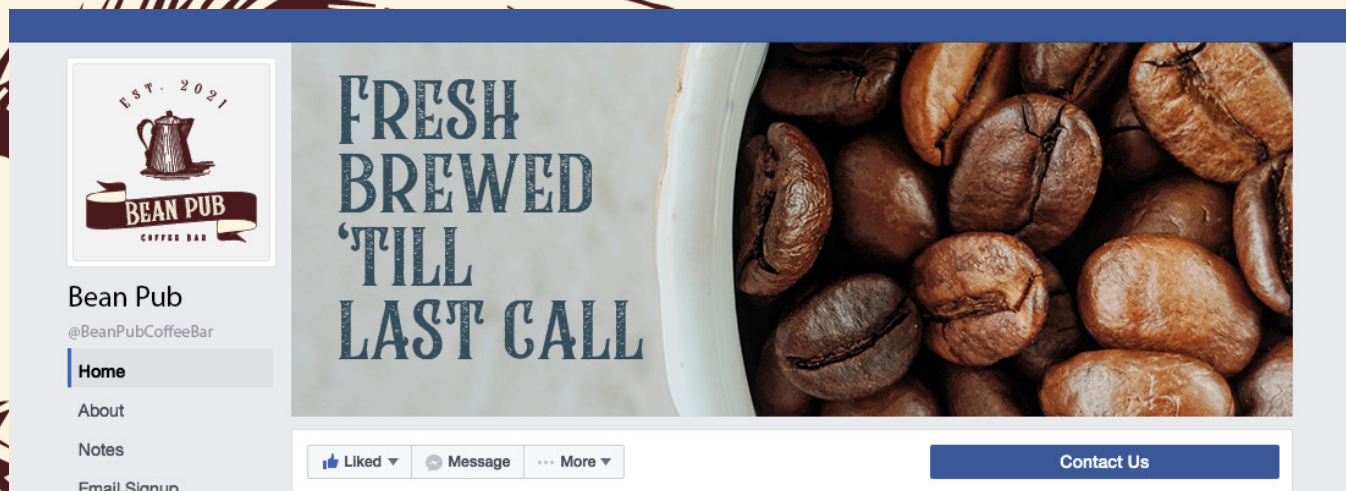 EST. 2021
BEAN PUB
COFFEE BAR
Bean Pub
@BeanPubCoffeeBar
Home
About
Notes
Email Signup
FRESH
BREWED
‘TILL
LAST CALL
Liked
Message
More
Contact Us